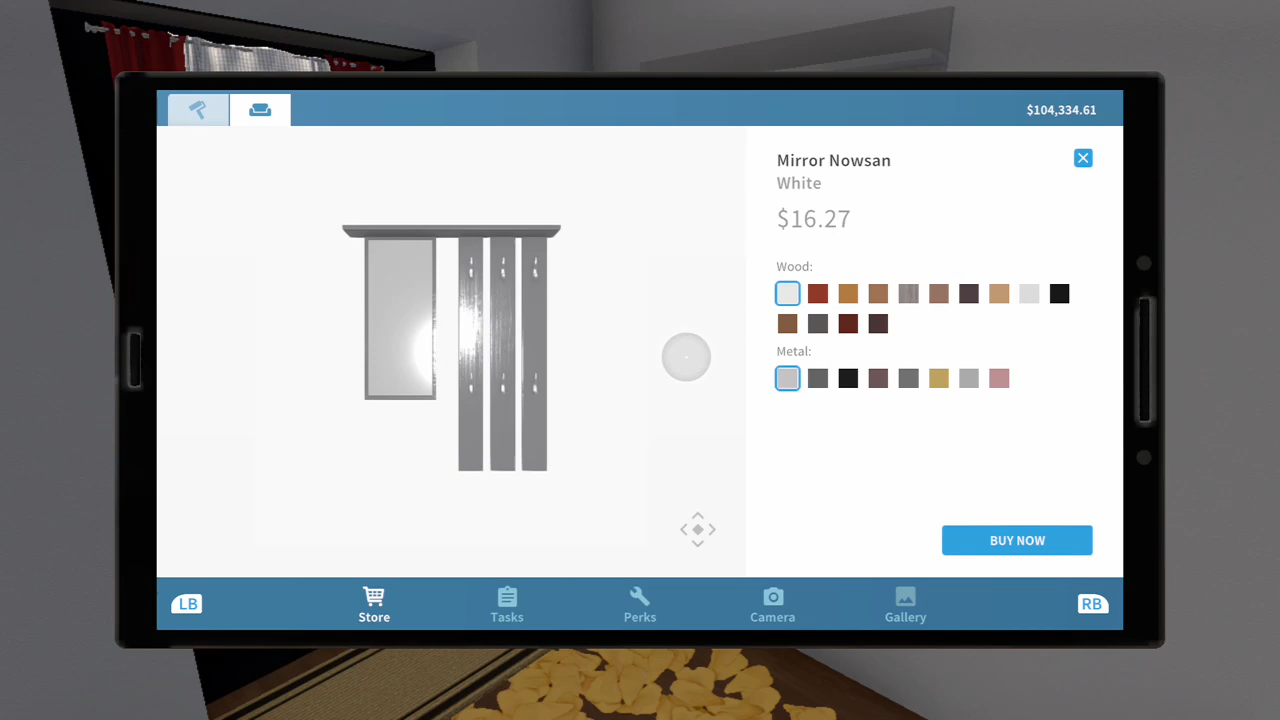 $104,334.61
Mirror Nowsan
White
$16.27
Wood:
Metal:
BUY NOW
LB
Store
Tasks
Perks
Camera
Gallery
RB